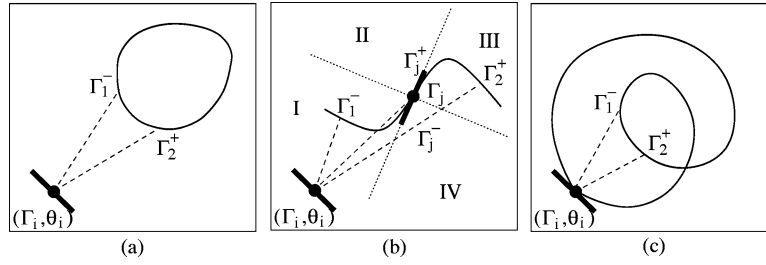 Γ₁⁻
Γ₂⁺
(Γᵢ,θᵢ)
(a)
II
III
I
IV
Γⱼ⁺
Γ₂⁺
Γⱼ
Γ₁⁻
Γⱼ⁻
(Γᵢ,θᵢ)
(b)
Γ₁⁻
Γ₂⁺
(Γᵢ,θᵢ)
(c)